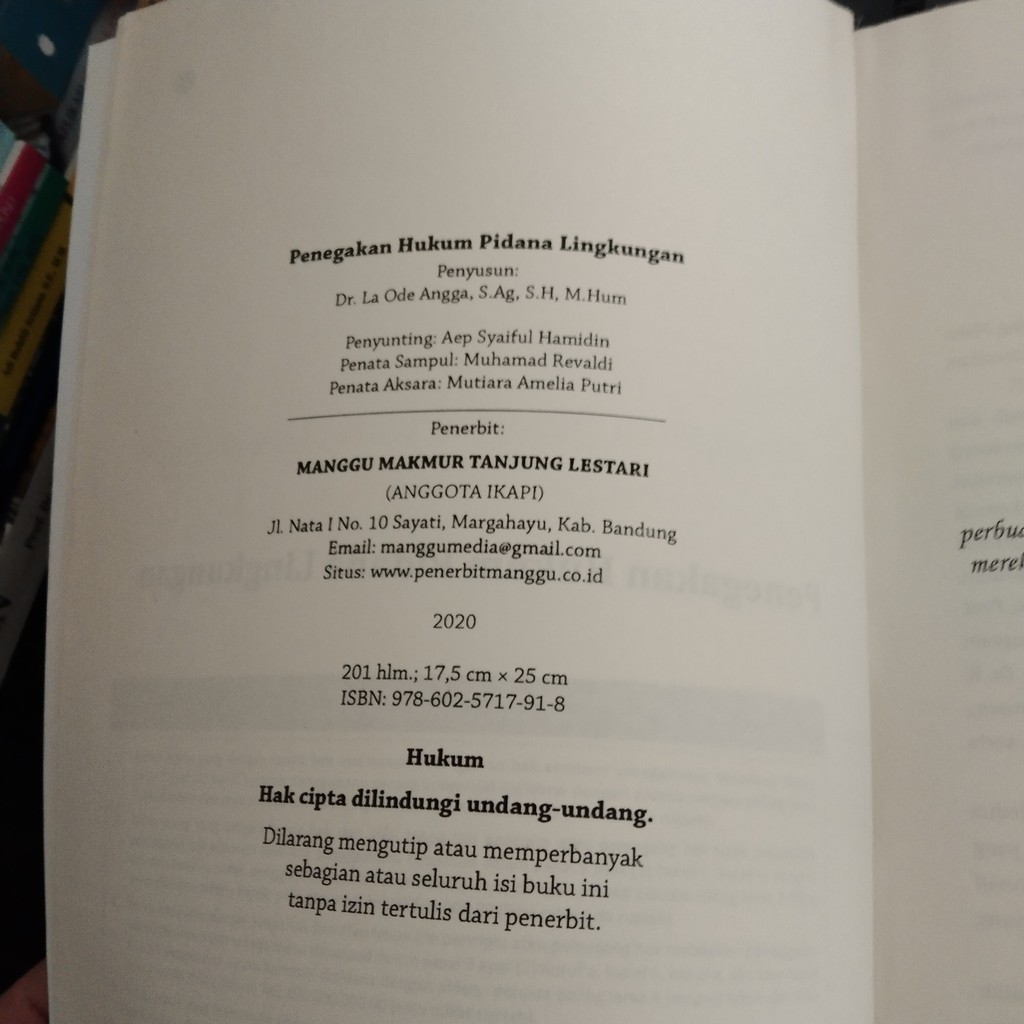 Penegakan Hukum Pidana Lingkungan
Penyusun:
Dr. La Ode Angga, S.Ag, S.H, M.Hum
Penyunting: Aep Syaiful Hamidin
Penata Sampul: Muhamad Revaldi
Penata Aksara: Mutiara Amelia Putri
Penerbit:
MANGGU MAKMUR TANJUNG LESTARI
(ANGGOTA IKAPI)
Jl. Nata I No. 10 Sayati, Margahayu, Kab. Bandung
Email: manggumedia@gmail.com
Situs: www.penerbitmanggu.co.id
2020
201 hlm.; 17,5 cm × 25 cm
ISBN: 978-602-5717-91-8
Hukum
Hak cipta dilindungi undang-undang.
Dilarang mengutip atau memperbanyak
sebagian atau seluruh isi buku ini
tanpa izin tertulis dari penerbit.